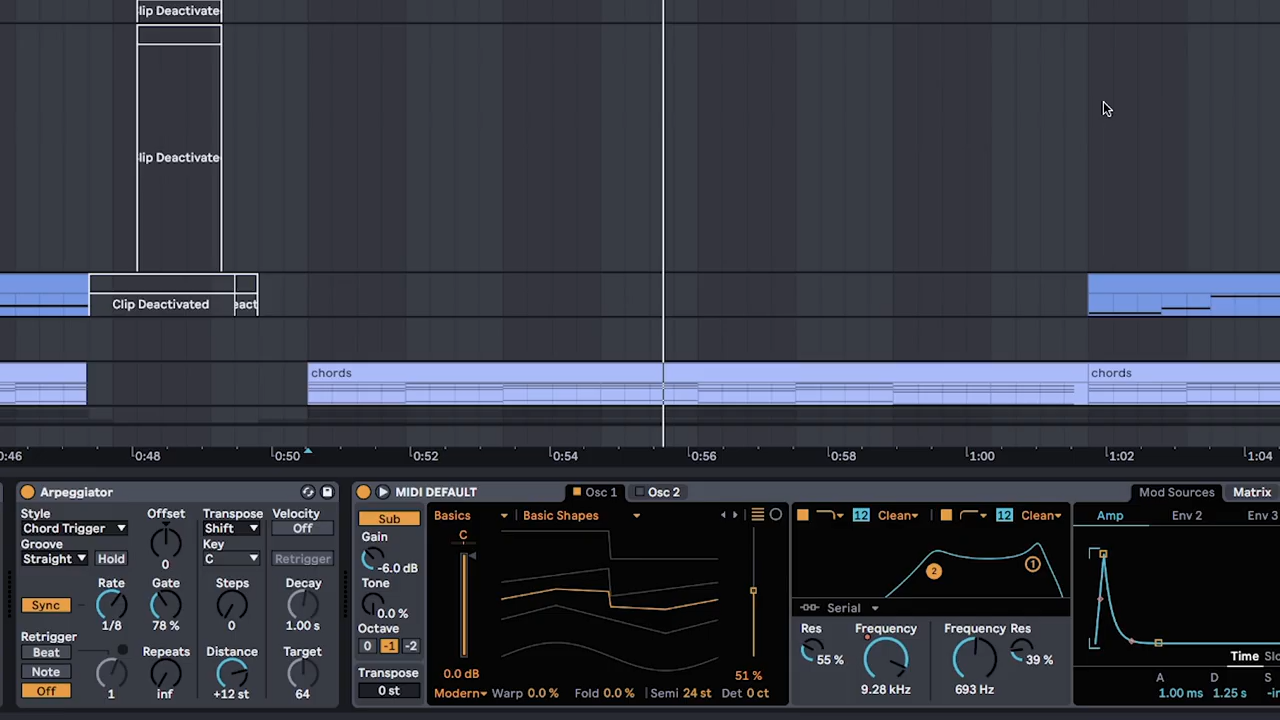 lip Deactivate
lip Deactivate
Clip Deactivated
eact
chords
chords
0:46
0:48
0:50
0:52
0:54
0:56
0:58
1:00
1:02
1:04
Arpeggiator
Style
Chord Trigger
Groove
Straight
Hold
Rate
Gate
Sync
1/8
78 %
Retrigger
Beat
Note
Off
1
Repeats
inf
Offset
0
Transpose
Shift
Key
C
Steps
0
Distance
+12 st
Velocity
Off
Retrigger
Decay
1.00 s
Target
64
MIDI DEFAULT
Osc 1
Osc 2
Sub
Gain
-6.0 dB
Tone
0.0 %
Octave
0 -1 -2
Transpose
0 st
Basics
Basic Shapes
C
0.0 dB
51 %
Modern Warp 0.0 % Fold 0.0 % Semi 24 st Det 0 ct
12 Clean
12 Clean
2
1
Serial
Res
55 %
Frequency
9.28 kHz
Frequency
693 Hz
Res
39 %
Mod Sources
Matrix
Amp
Env 2
Env 3
Time
Slo
A
1.00 ms
D
1.25 s
S
-in